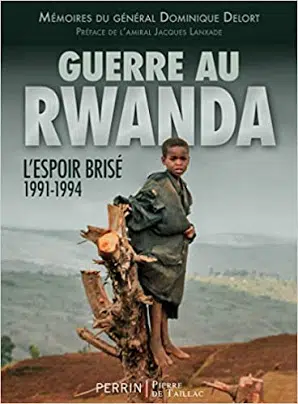 MÉMOIRES DU GÉNÉRAL DOMINIQUE DELORT
PRÉFACE DE L'AMIRAL JACQUES LANXADE
GUERRE AU
RWANDA
L'ESPOIR BRISÉ
1991-1994
PERRIN
PIERRE
DE TAILLAC